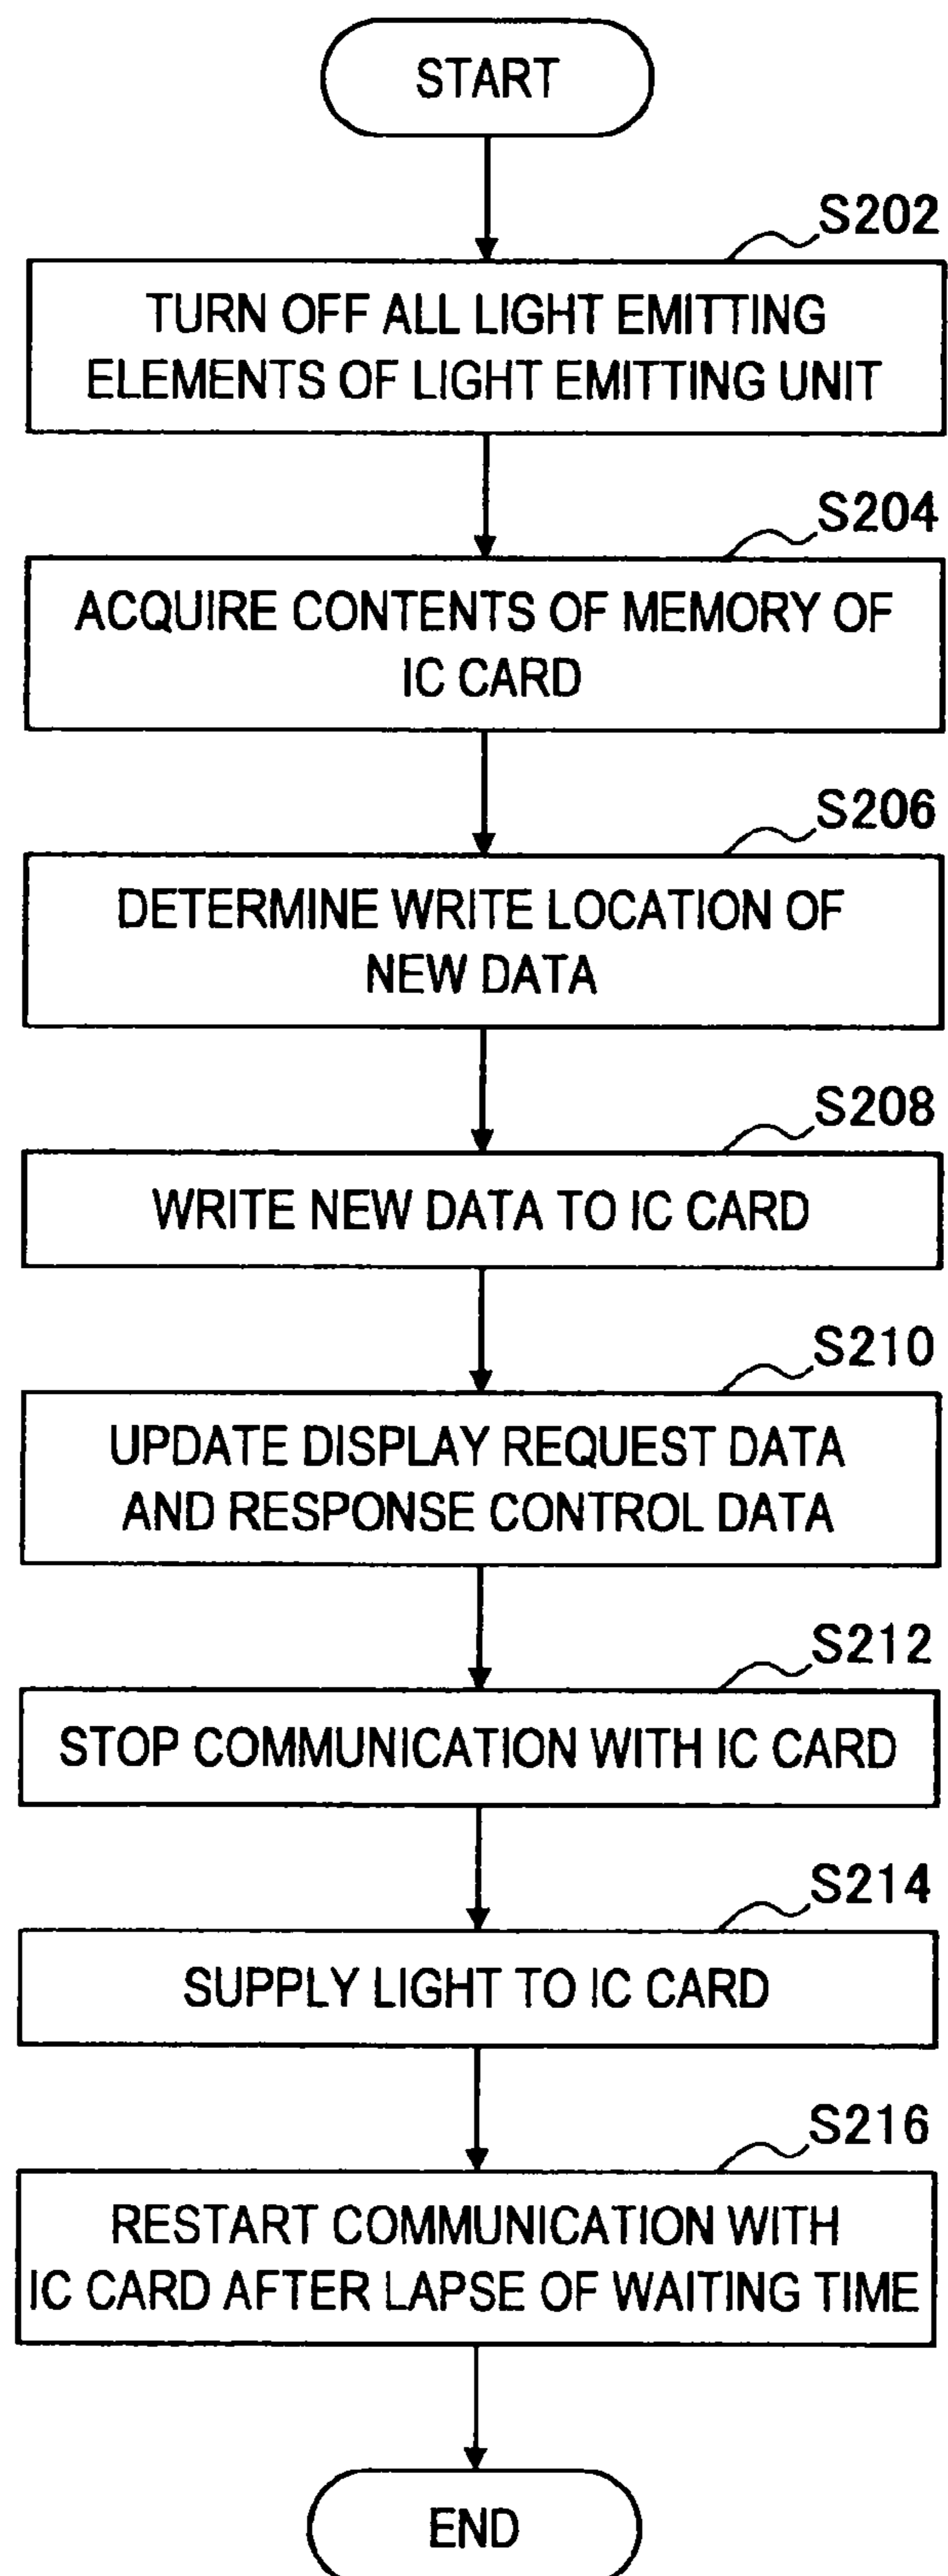 START
S202
TURN OFF ALL LIGHT EMITTING
ELEMENTS OF LIGHT EMITTING UNIT
S204
ACQUIRE CONTENTS OF MEMORY OF
IC CARD
S206
DETERMINE WRITE LOCATION OF
NEW DATA
S208
WRITE NEW DATA TO IC CARD
S210
UPDATE DISPLAY REQUEST DATA
AND RESPONSE CONTROL DATA
S212
STOP COMMUNICATION WITH IC CARD
S214
SUPPLY LIGHT TO IC CARD
S216
RESTART COMMUNICATION WITH
IC CARD AFTER LAPSE OF WAITING TIME
END